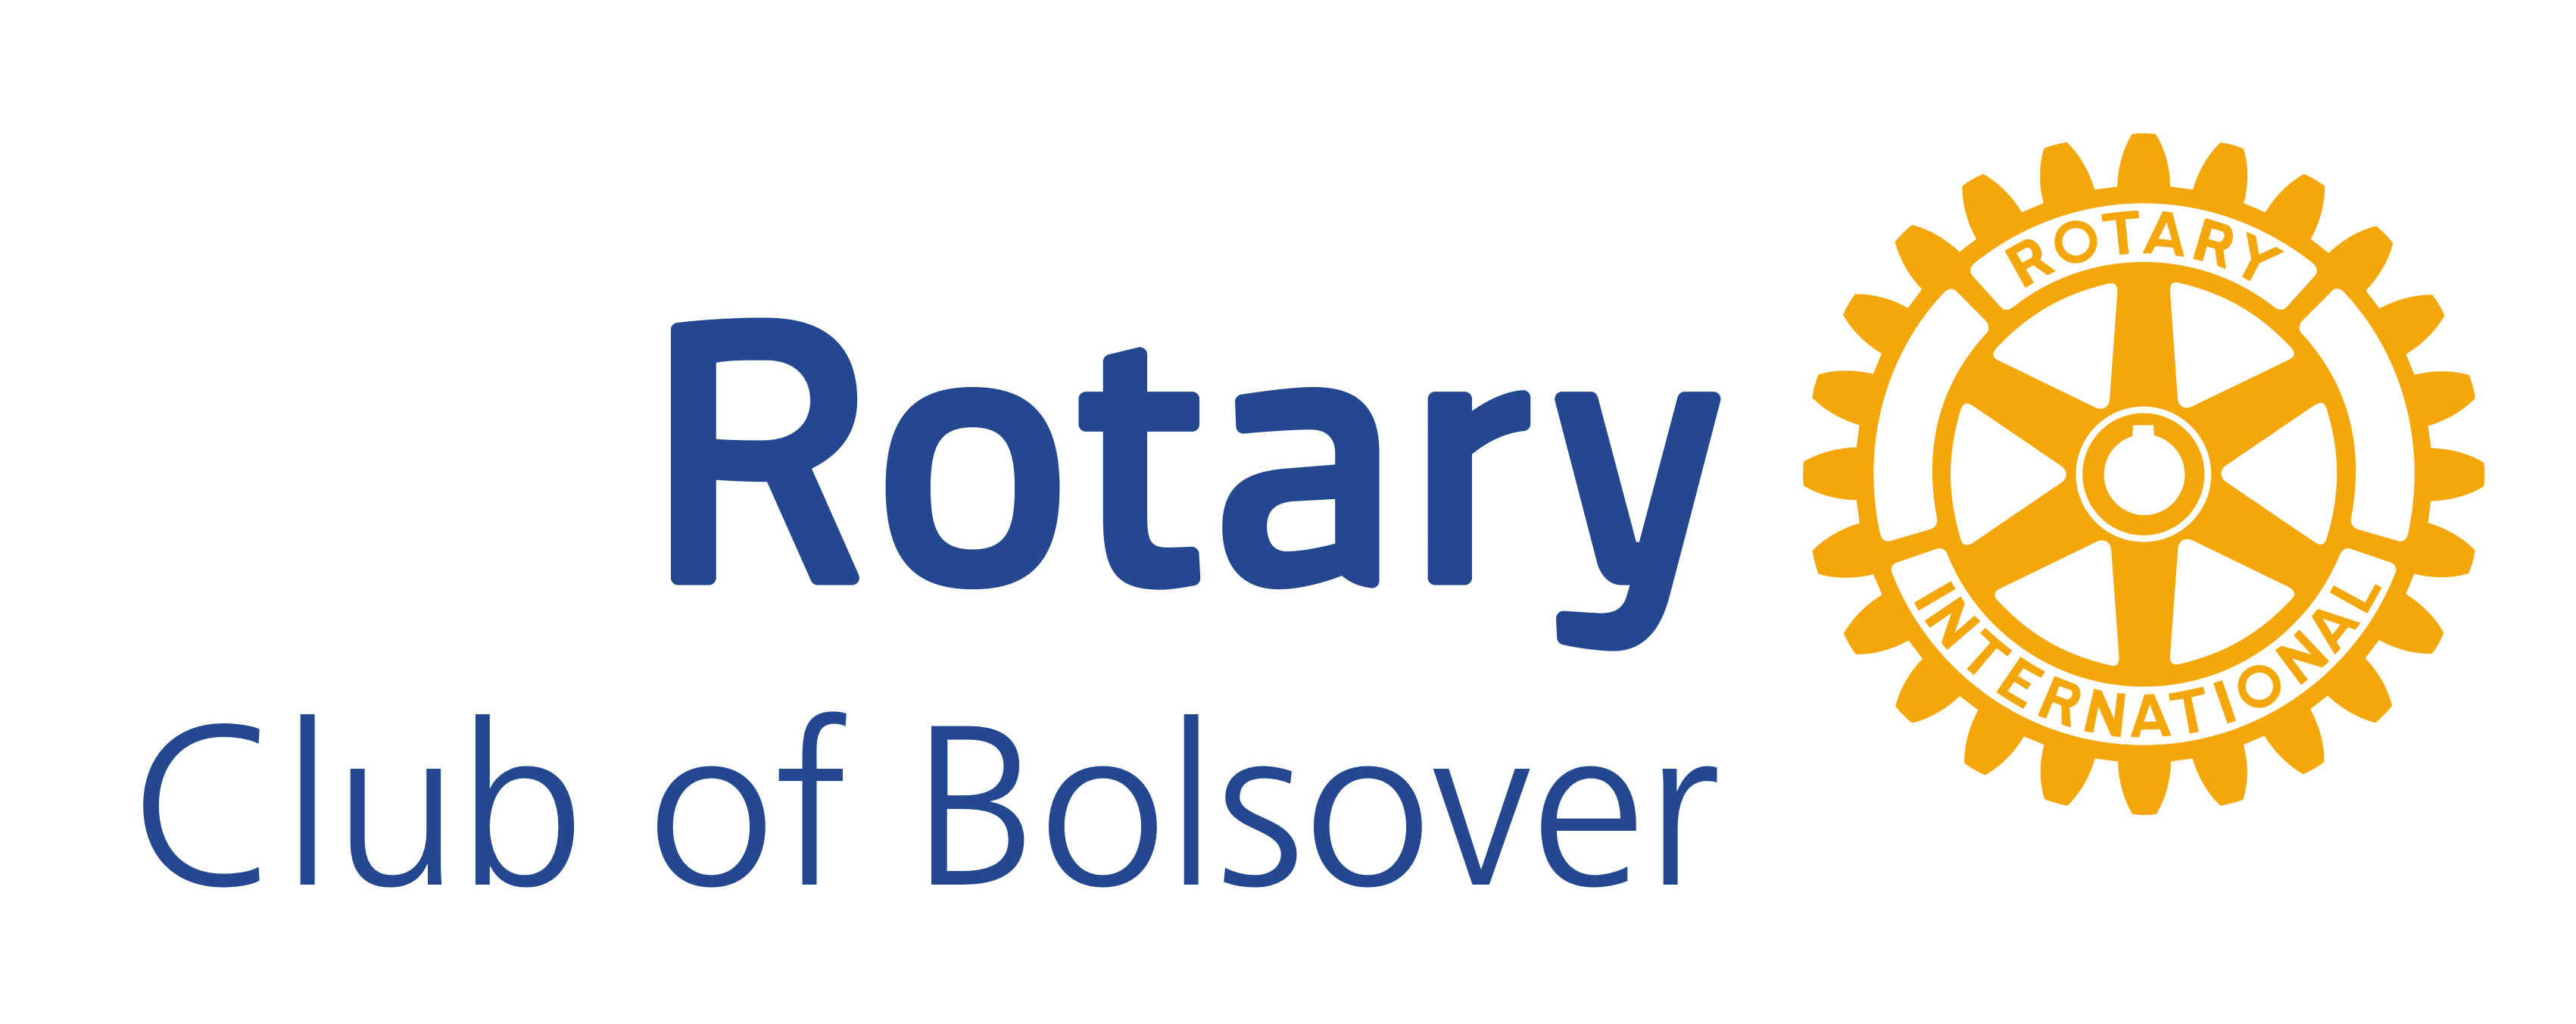 Rotary
Club of Bolsover
ROTARY
INTERNATIONAL